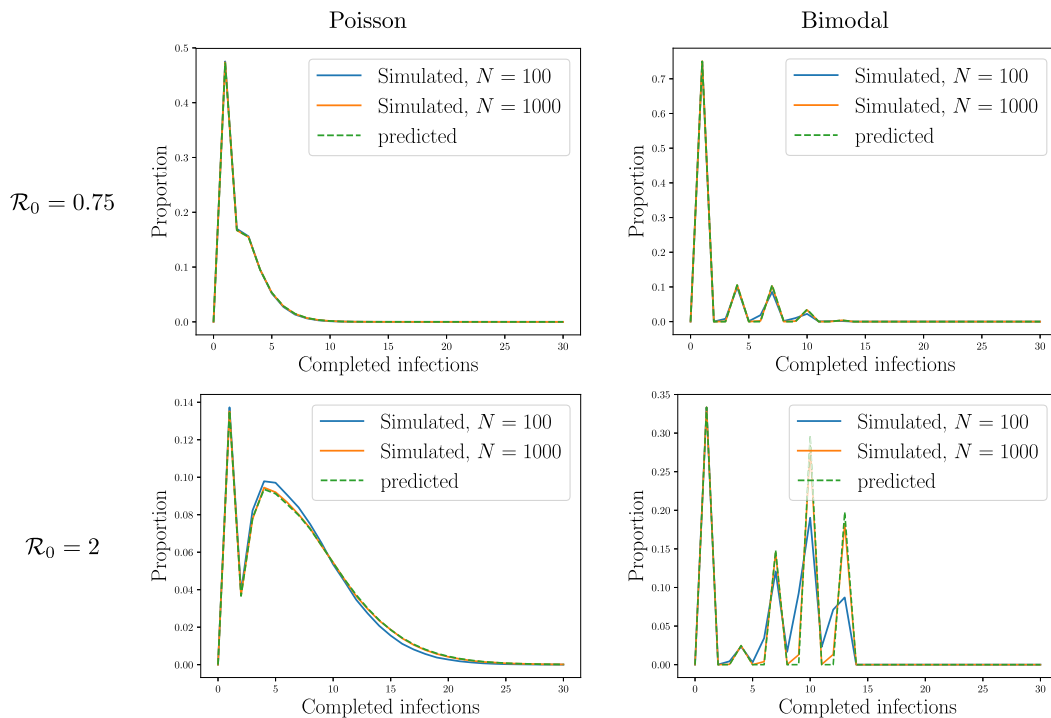 Poisson
Bimodal
$\mathcal{R}_0 = 0.75$
0.5
0.4
0.3
0.2
0.1
0.0
Proportion
Simulated, $N = 100$
Simulated, $N = 1000$
predicted
0 5 10 15 20 25 30
Completed infections
0.7
0.6
0.5
0.4
0.3
0.2
0.1
0.0
Proportion
Simulated, $N = 100$
Simulated, $N = 1000$
predicted
0 5 10 15 20 25 30
Completed infections
$\mathcal{R}_0 = 2$
0.14
0.12
0.10
0.08
0.06
0.04
0.02
0.00
Proportion
Simulated, $N = 100$
Simulated, $N = 1000$
predicted
0 5 10 15 20 25 30
Completed infections
0.35
0.30
0.25
0.20
0.15
0.10
0.05
0.00
Proportion
Simulated, $N = 100$
Simulated, $N = 1000$
predicted
0 5 10 15 20 25 30
Completed infections